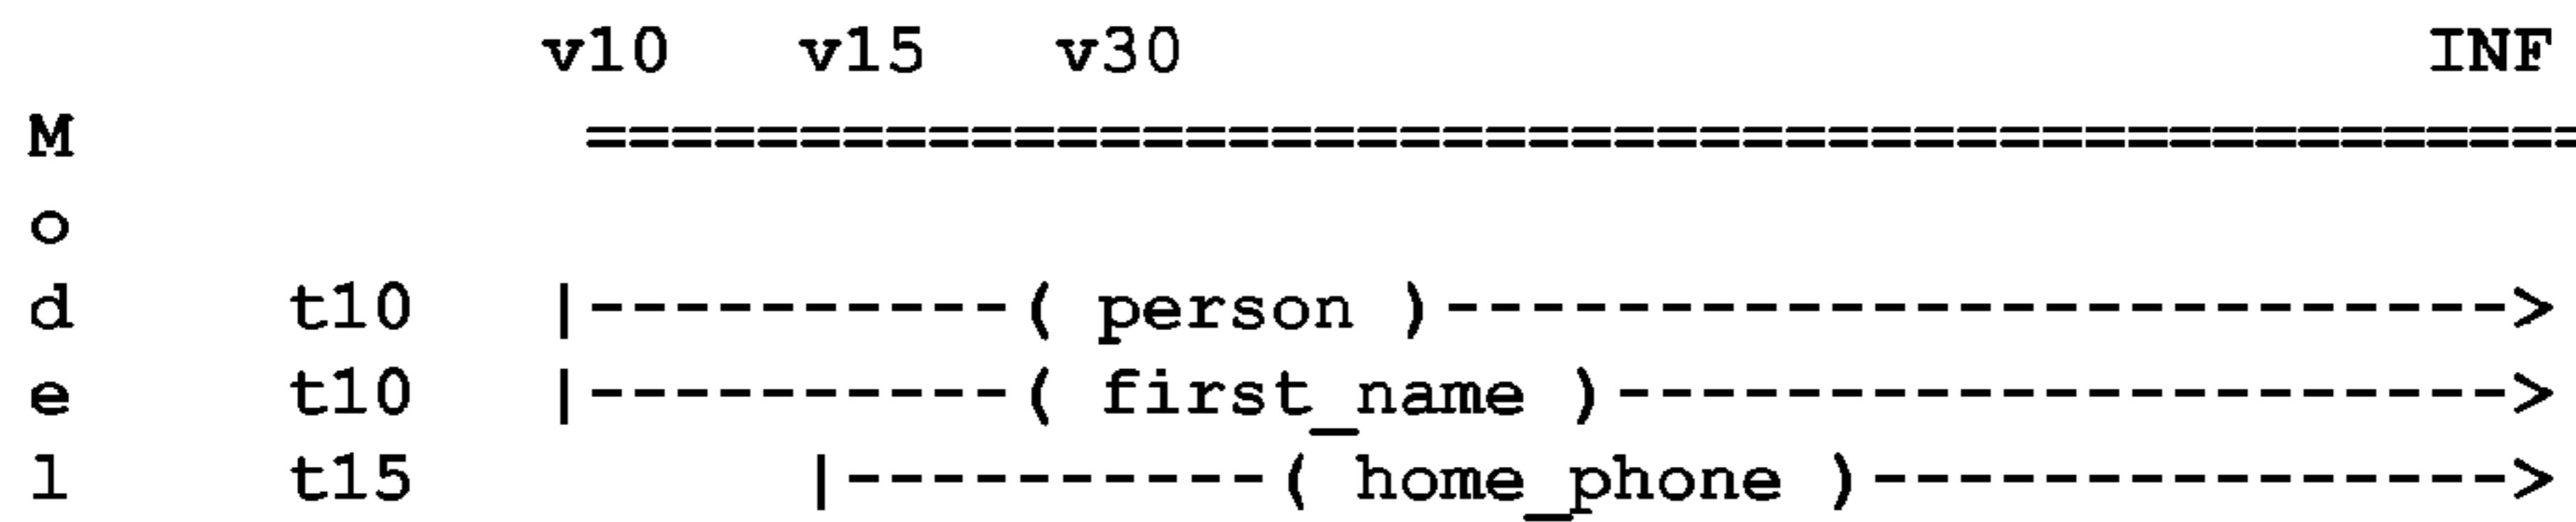 v10   v15   v30                             INF
M            ===============================================
o
d     t10   |----------( person )------------------------->
e     t10   |----------( first_name )--------------------->
l     t15         |----------( home_phone )--------------->